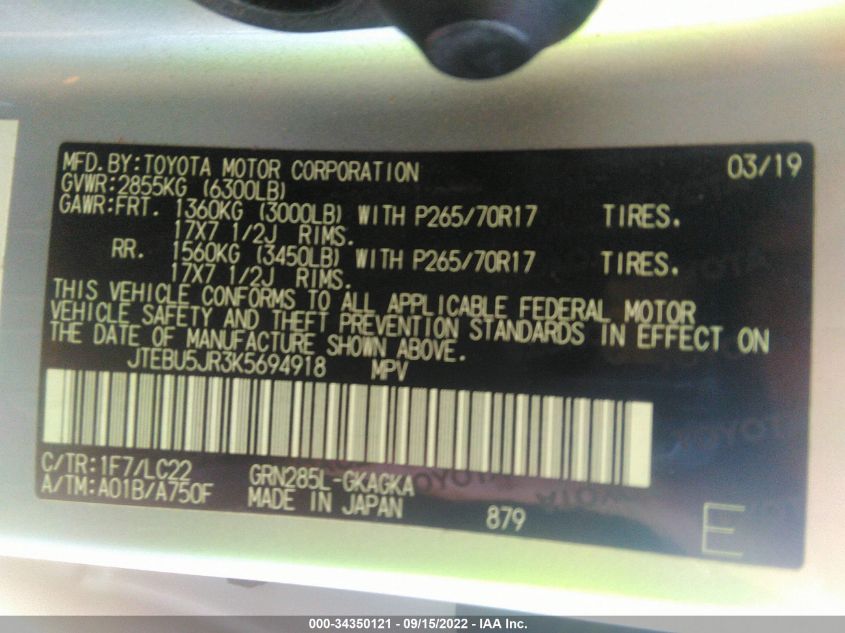 MFD.BY:TOYOTA MOTOR CORPORATION 03/19
GVWR:2855KG (6300LB)
GAWR:FRT. 1360KG (3000LB) WITH P265/70R17 TIRES.
17X7 1/2J RIMS.
RR. 1560KG (3450LB) WITH P265/70R17 TIRES.
17X7 1/2J RIMS.
THIS VEHICLE CONFORMS TO ALL APPLICABLE FEDERAL MOTOR
VEHICLE SAFETY AND THEFT PREVENTION STANDARDS IN EFFECT ON
THE DATE OF MANUFACTURE SHOWN ABOVE.
JTEBU5JR3K5694918 MPV
C/TR:1F7/LC22 GRN285L-GKAGKA
A/TM:A01B/A750F MADE IN JAPAN 879 E
000-34350121 - 09/15/2022 - IAA Inc.